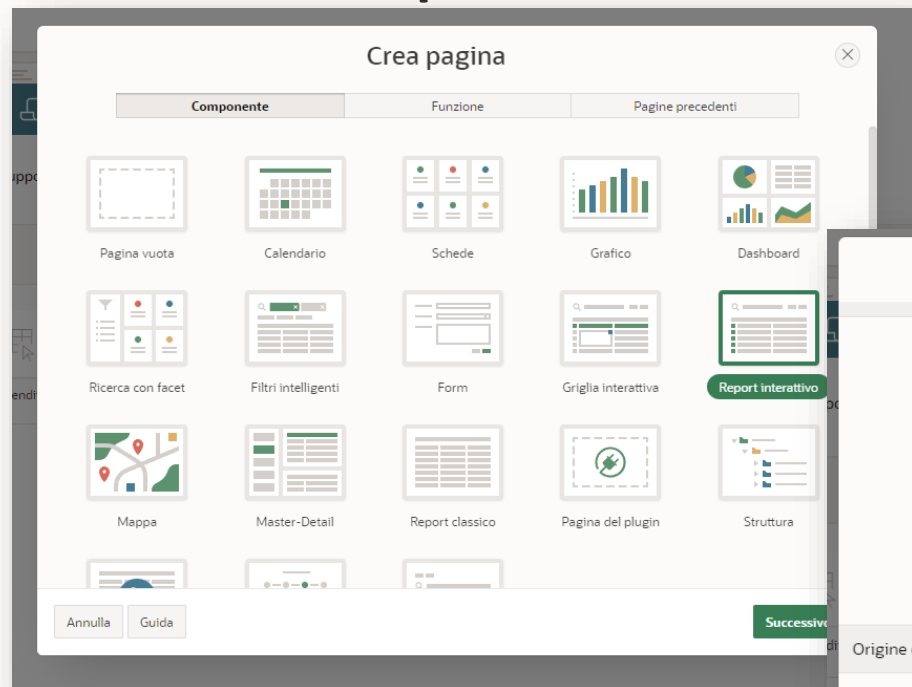 Crea pagina
Componente Funzione Pagine precedenti
Pagina vuota Calendario Schede Grafico Dashboard
Ricerca con facet Filtri intelligenti Form Griglia interattiva Report interattivo
Mappa Master-Detail Report classico Pagina del plugin Struttura
Annulla Guida Successivo
Origine